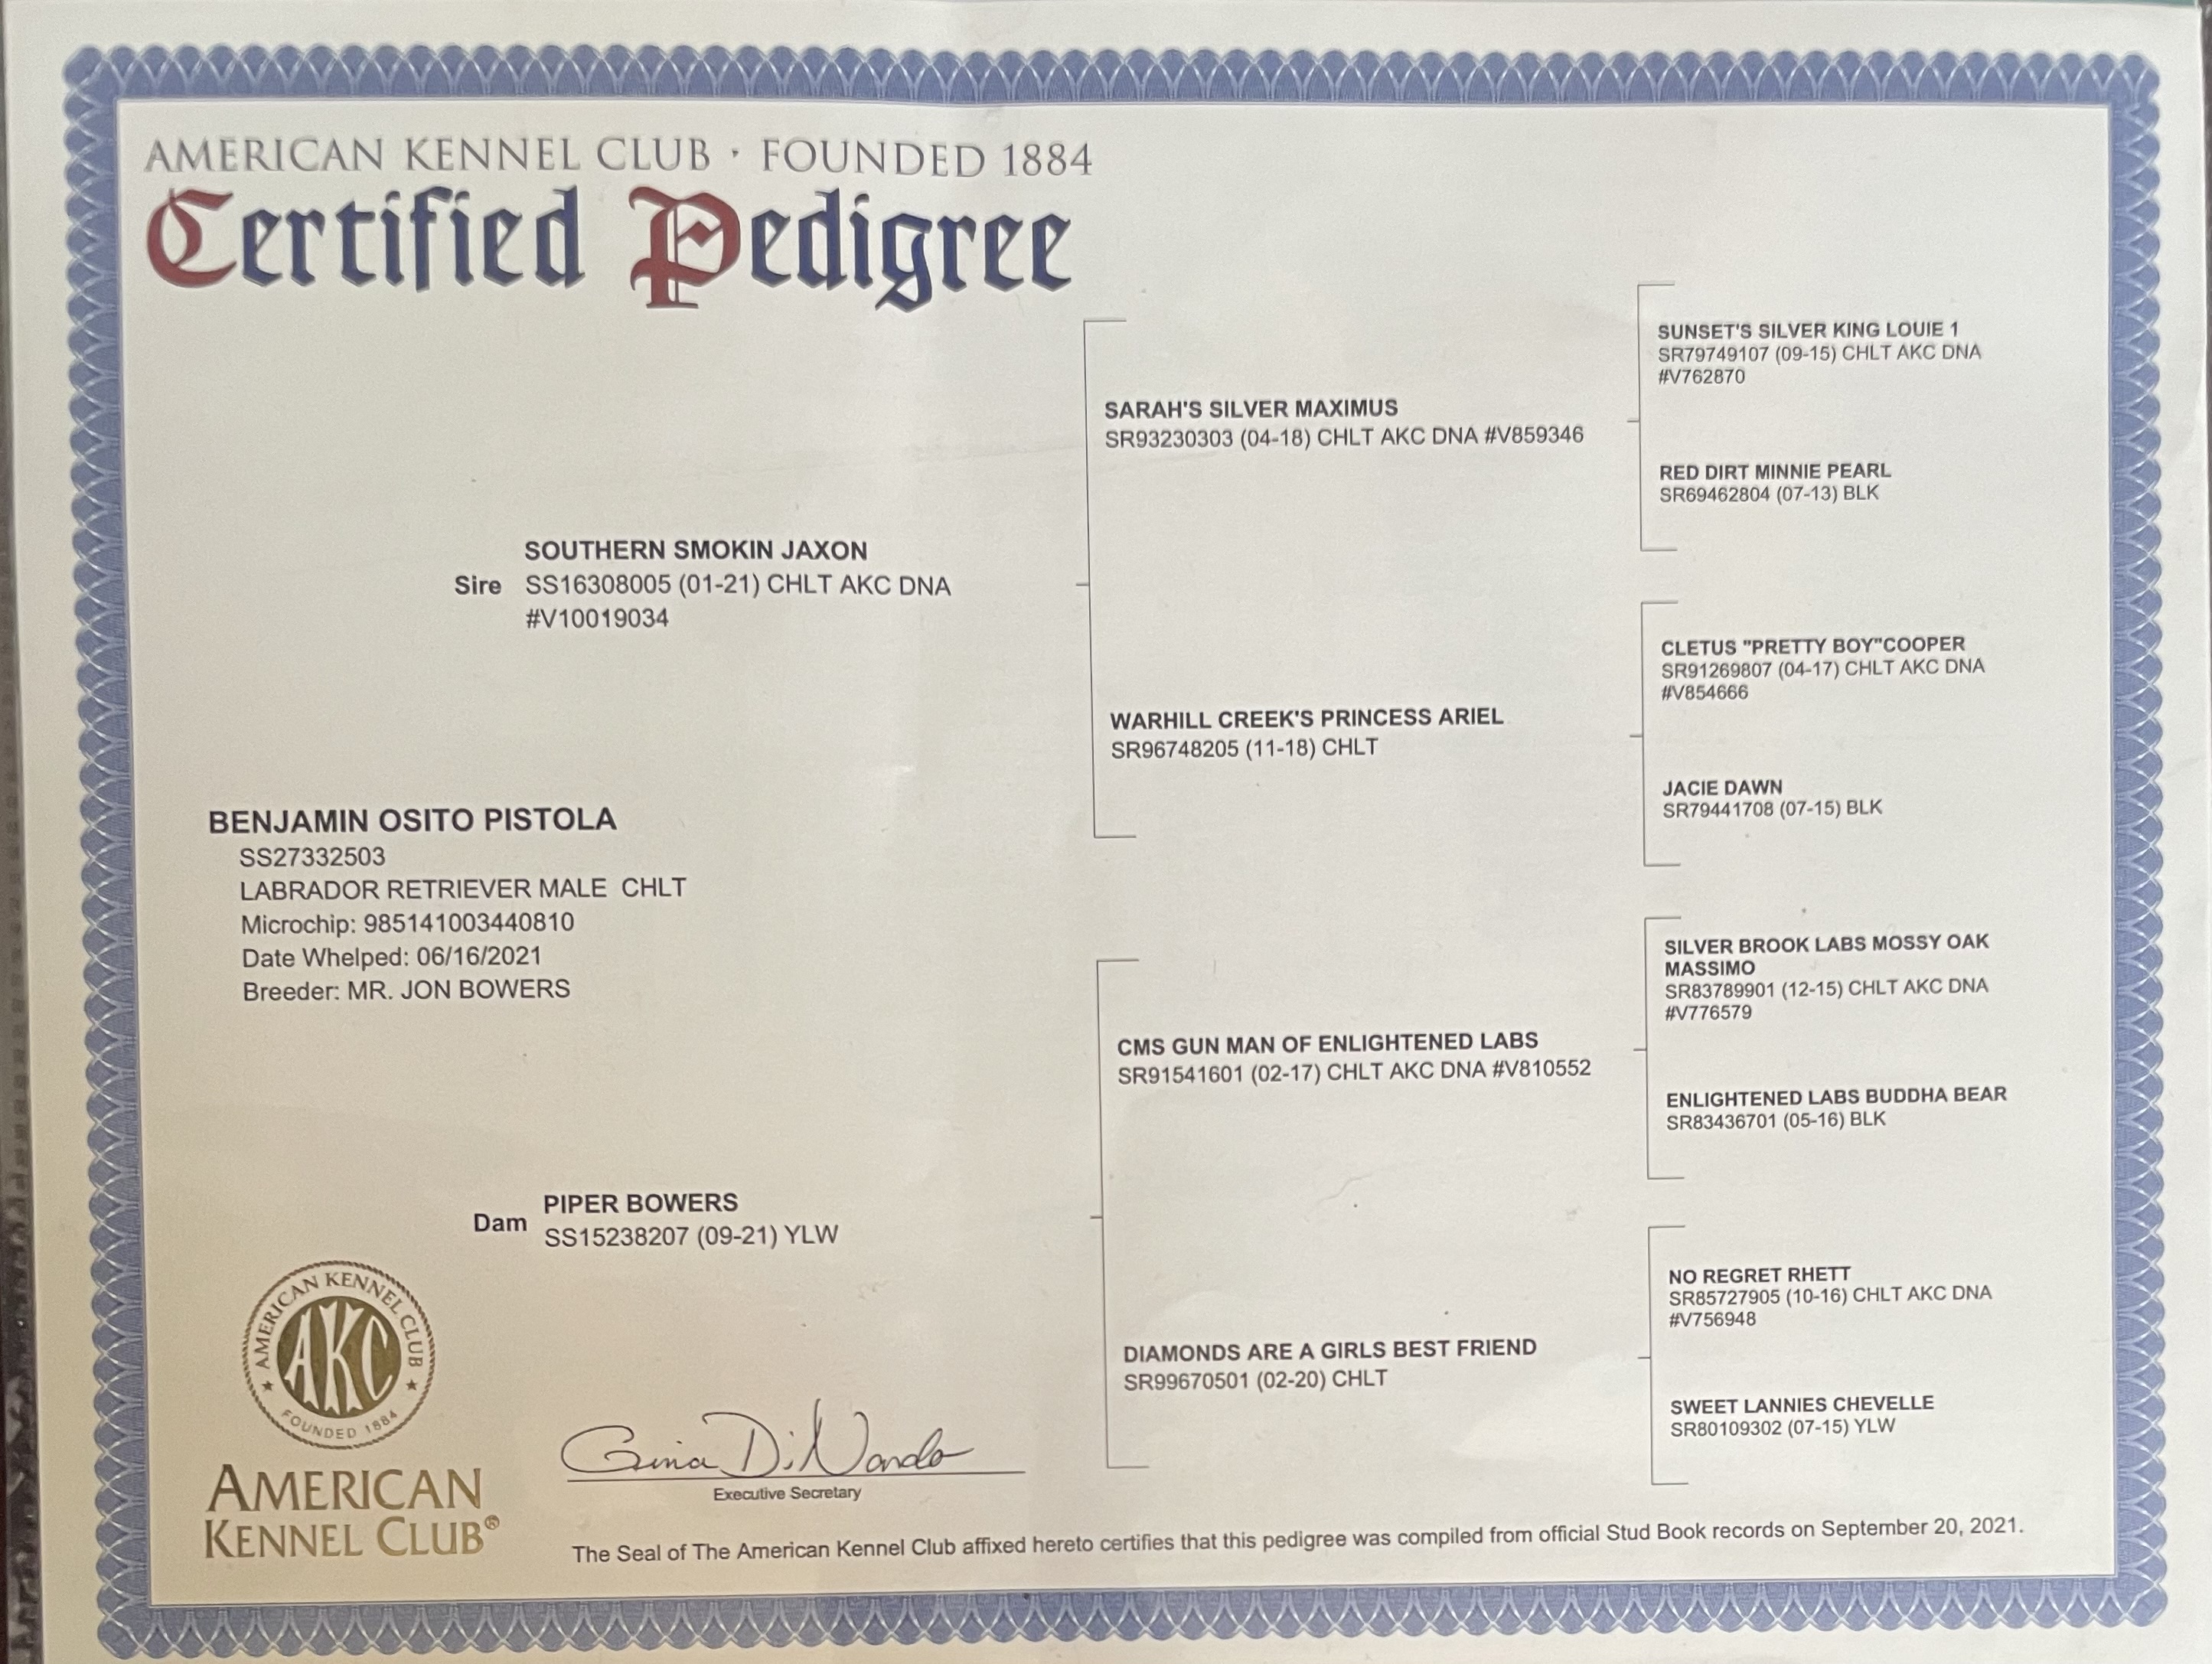 AMERICAN KENNEL CLUB · FOUNDED 1884
Certified Pedigree
SUNSET'S SILVER KING LOUIE 1
SR79749107 (09-15) CHLT AKC DNA
#V762870
SARAH'S SILVER MAXIMUS
SR93230303 (04-18) CHLT AKC DNA #V859346
RED DIRT MINNIE PEARL
SR69462804 (07-13) BLK
SOUTHERN SMOKIN JAXON
Sire SS16308005 (01-21) CHLT AKC DNA
#V10019034
CLETUS "PRETTY BOY"COOPER
SR91269807 (04-17) CHLT AKC DNA
#V854666
WARHILL CREEK'S PRINCESS ARIEL
SR96748205 (11-18) CHLT
JACIE DAWN
SR79441708 (07-15) BLK
BENJAMIN OSITO PISTOLA
SS27332503
LABRADOR RETRIEVER MALE CHLT
Microchip: 985141003440810
Date Whelped: 06/16/2021
Breeder: MR. JON BOWERS
SILVER BROOK LABS MOSSY OAK
MASSIMO
SR83789901 (12-15) CHLT AKC DNA
#V776579
CMS GUN MAN OF ENLIGHTENED LABS
SR91541601 (02-17) CHLT AKC DNA #V810552
ENLIGHTENED LABS BUDDHA BEAR
SR83436701 (05-16) BLK
PIPER BOWERS
Dam SS15238207 (09-21) YLW
NO REGRET RHETT
SR85727905 (10-16) CHLT AKC DNA
#V756948
DIAMONDS ARE A GIRLS BEST FRIEND
SR99670501 (02-20) CHLT
SWEET LANNIES CHEVELLE
SR80109302 (07-15) YLW
AMERICAN KENNEL CLUB
AKC
FOUNDED 1884
AMERICAN
KENNEL CLUB®
Gina DiNardo
Executive Secretary
The Seal of The American Kennel Club affixed hereto certifies that this pedigree was compiled from official Stud Book records on September 20, 2021.